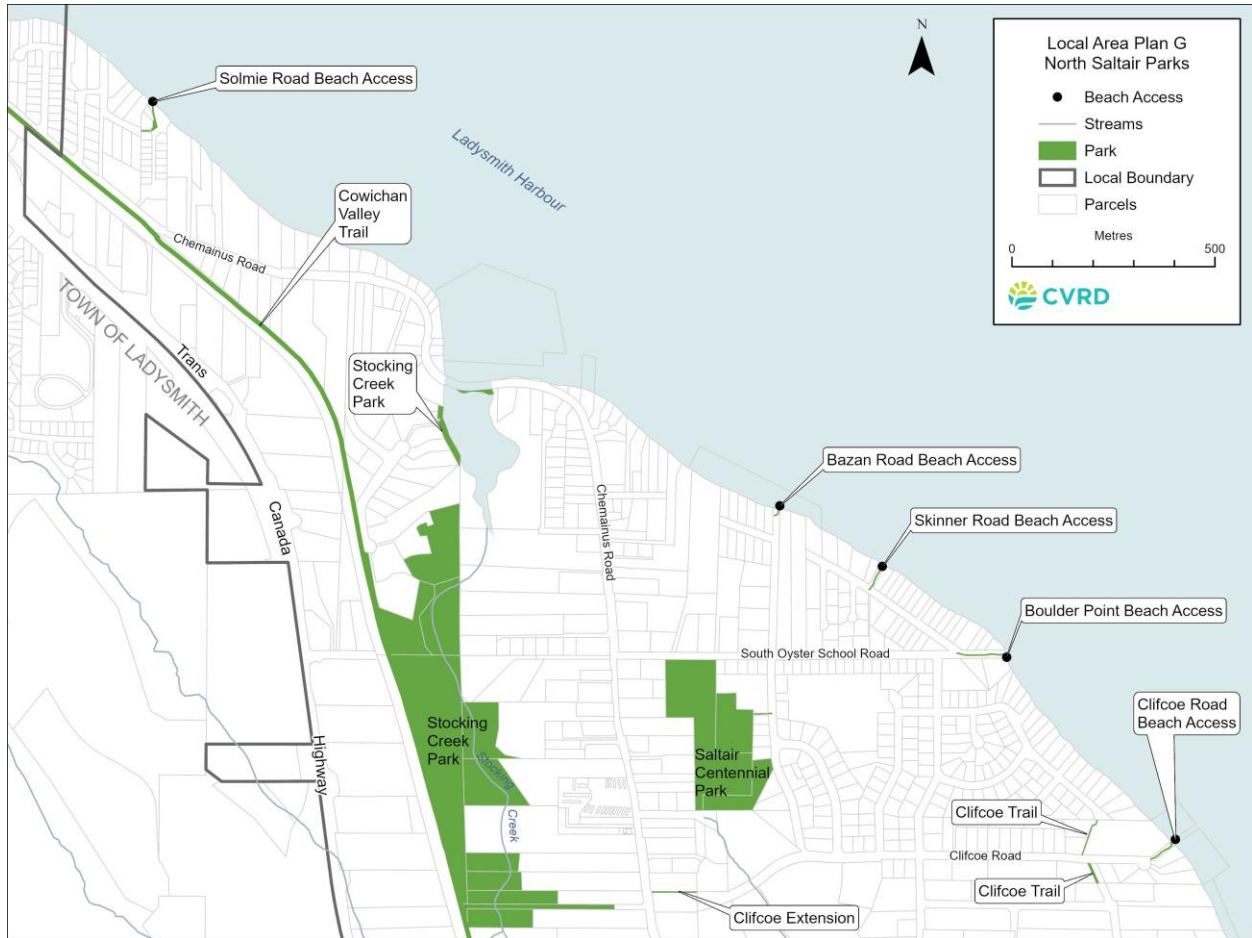 Solmie Road Beach Access
N
Local Area Plan G
North Saltair Parks
Beach Access
Streams
Park
Local Boundary
Parcels
Metres
0 500
CVRD
Ladysmith Harbour
Cowichan
Valley
Trail
Chemainus Road
TOWN OF LADYSMITH
Trans
Canada
Highway
Stocking
Creek
Park
Bazan Road Beach Access
Chemainus Road
Skinner Road Beach Access
Boulder Point Beach Access
South Oyster School Road
Clifcoe Road
Beach Access
Stocking
Creek
Park
Stocking
Creek
Saltair
Centennial
Park
Clifcoe Trail
Clifcoe Road
Clifcoe Trail
Clifcoe Extension